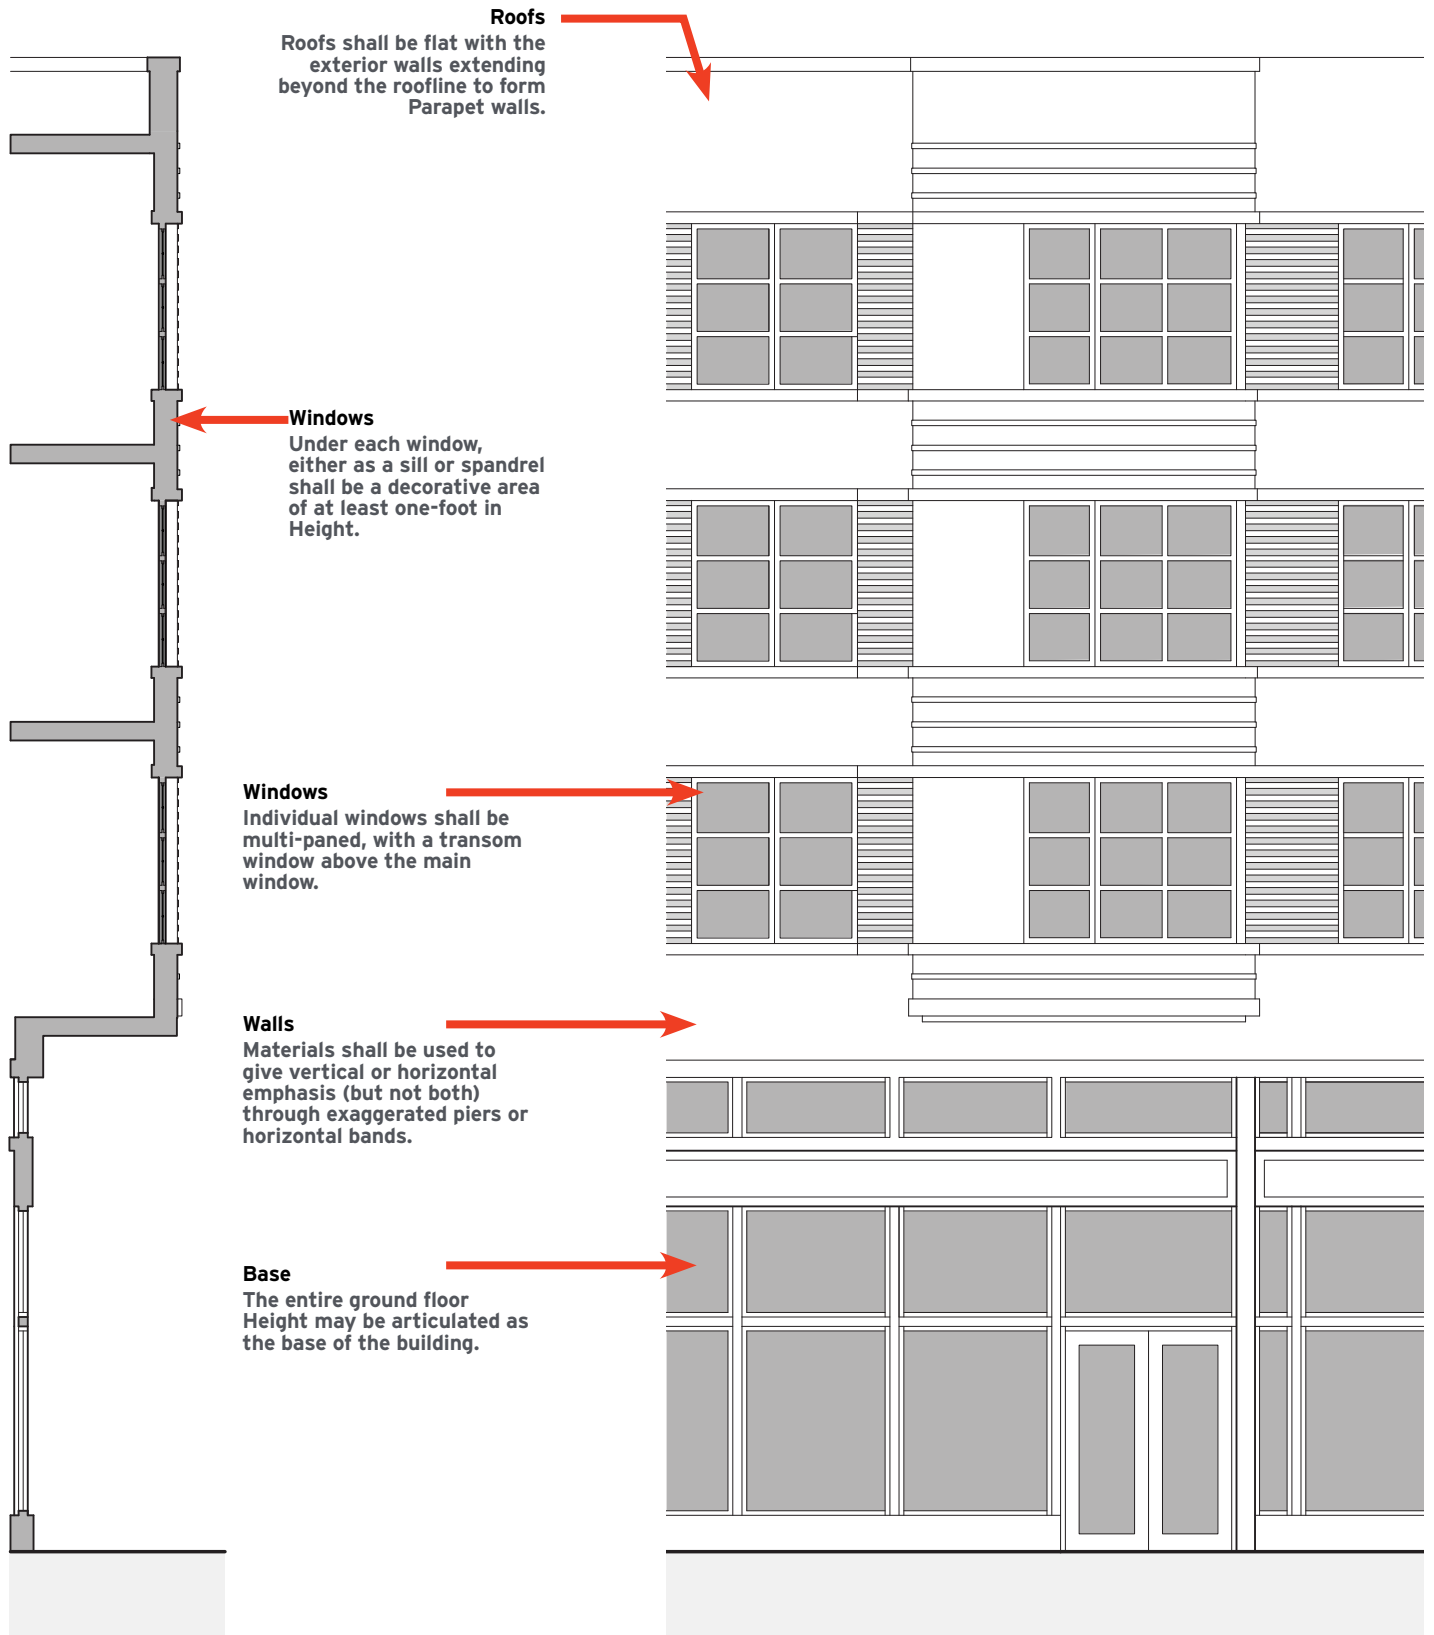 Roofs
Roofs shall be flat with the
exterior walls extending
beyond the roofline to form
Parapet walls.
Windows
Under each window,
either as a sill or spandrel
shall be a decorative area
of at least one-foot in
Height.
Windows
Individual windows shall be
multi-paned, with a transom
window above the main
window.
Walls
Materials shall be used to
give vertical or horizontal
emphasis (but not both)
through exaggerated piers or
horizontal bands.
Base
The entire ground floor
Height may be articulated as
the base of the building.